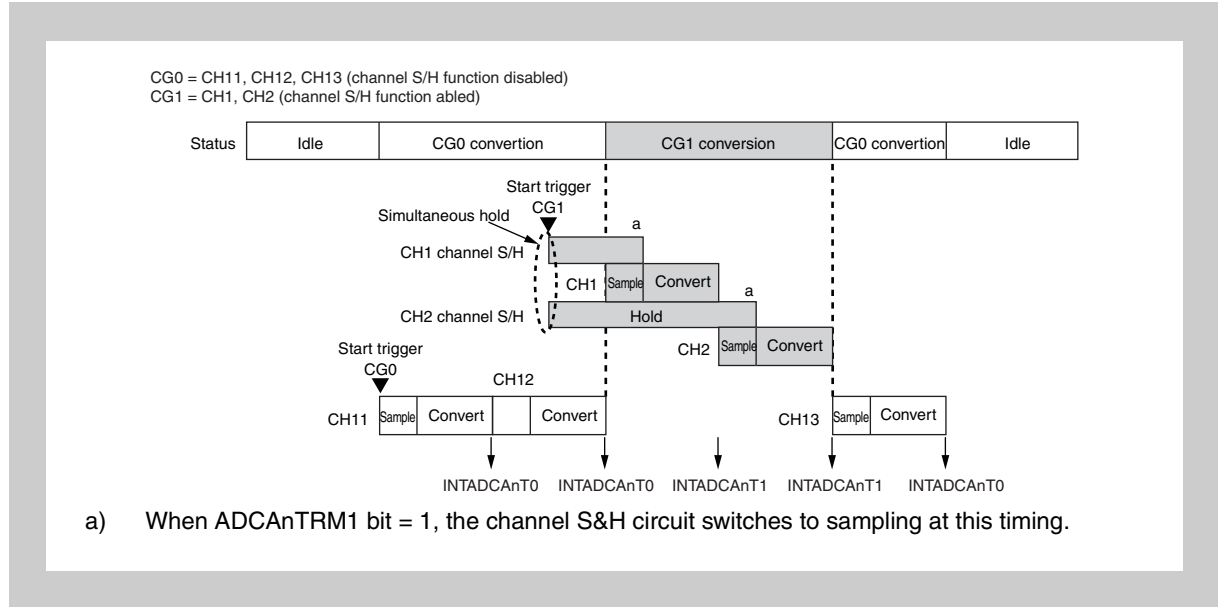 CG0 = CH11, CH12, CH13 (channel S/H function disabled)
CG1 = CH1, CH2 (channel S/H function abled)
Status
Idle
CG0 convertion
CG1 conversion
CG0 convertion
Idle
Start trigger
CG1
Simultaneous hold
a
CH1 channel S/H
CH1
Sample
Convert
a
CH2 channel S/H
Hold
CH2
Sample
Convert
Start trigger
CG0
CH12
CH11
Sample
Convert
Convert
CH13
Sample
Convert
INTADCAnT0
INTADCAnT0
INTADCAnT1
INTADCAnT1
INTADCAnT0
a) When ADCAnTRM1 bit = 1, the channel S&H circuit switches to sampling at this timing.